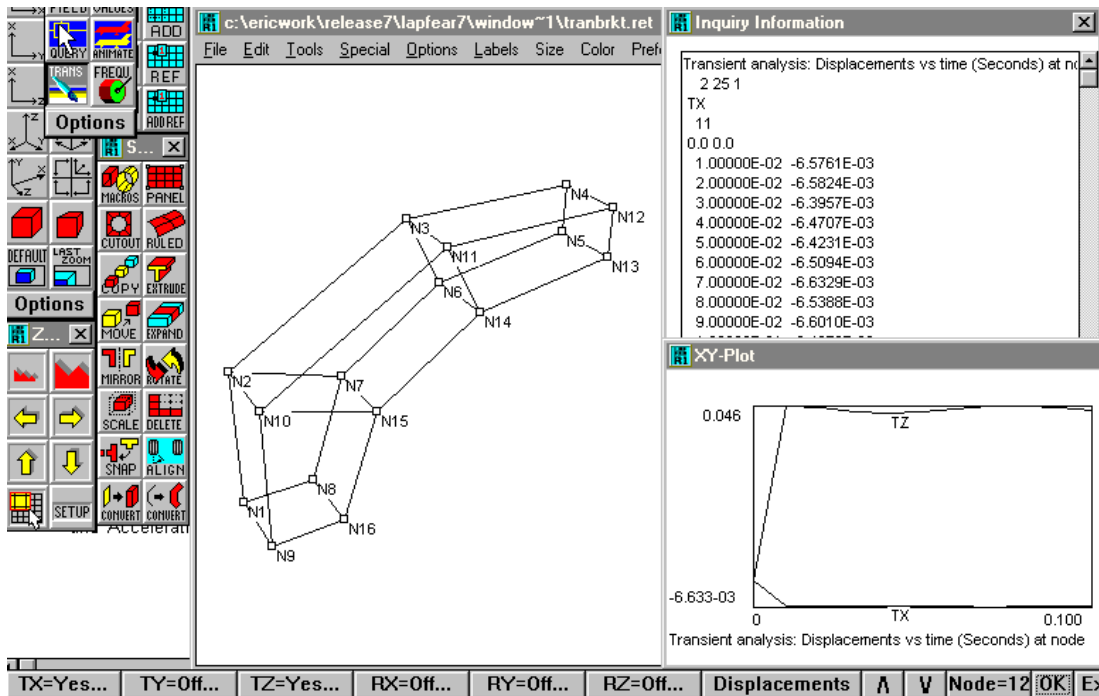 FIELD VALUES
QUERY ANIMATE
TRANS FREQU
Options
ADD
REF
ADD REF
DEFAULT LAST ZOOM
Options
Z...
SETUP
S...
MACROS PANEL
CUTOUT RULED
COPY EXTRUDE
MOVE EXPAND
MIRROR ROTATE
SCALE DELETE
SNAP ALIGN
CONVERT CONVERT
c:\ericwork\release7\lapfear7\window~1\tranbrkt.ret
File Edit Tools Special Options Labels Size Color Pref
N4
N12
N3
N5
N11
N13
N6
N14
N2
N7
N10
N15
N8
N1
N16
N9
Inquiry Information
Transient analysis: Displacements vs time (Seconds) at no
2 25 1
TX
11
0.0 0.0
1.00000E-02 -6.5761E-03
2.00000E-02 -6.5824E-03
3.00000E-02 -6.3957E-03
4.00000E-02 -6.4707E-03
5.00000E-02 -6.4231E-03
6.00000E-02 -6.5094E-03
7.00000E-02 -6.6329E-03
8.00000E-02 -6.5388E-03
9.00000E-02 -6.6010E-03
XY-Plot
0.046
TZ
-6.633-03
TX
0 0.100
Transient analysis: Displacements vs time (Seconds) at node
TX=Yes... TY=Off... TZ=Yes... RX=Off... RY=Off... RZ=Off... Displacements Λ V Node=12 OK Ex